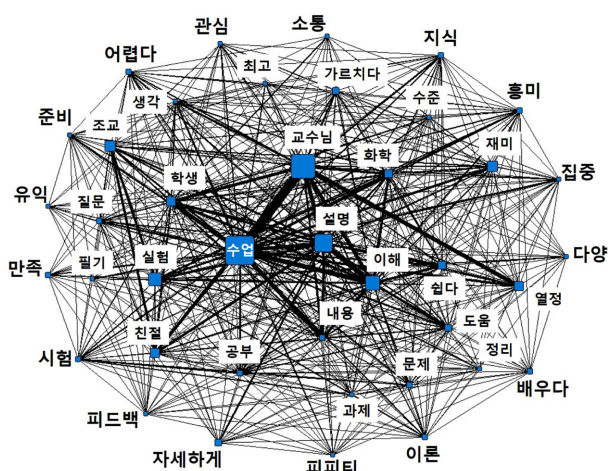 소통
관심
지식
어렵다
최고
가르치다
생각
수준
흥미
준비
조교
교수님
화학
재미
학생
집중
유익
질문
설명
수업
이해
다양
만족
필기
실험
쉽다
열정
내용
도움
친절
공부
정리
시험
문제
배우다
과제
피드백
자세하게
이론
피피티